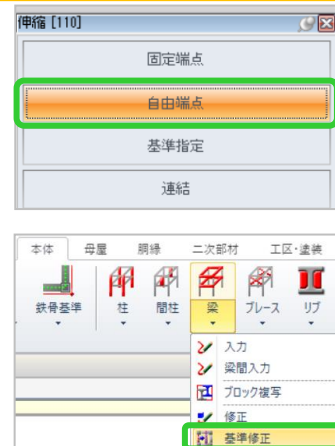 伸縮 [110]
固定端点
自由端点
基準指定
連結
本体 母屋 胴縁 二次部材 工区・塗装
鉄骨基準 柱 間柱 梁 ブレース リブ
入力
梁間入力
ブロック複写
修正
基準修正